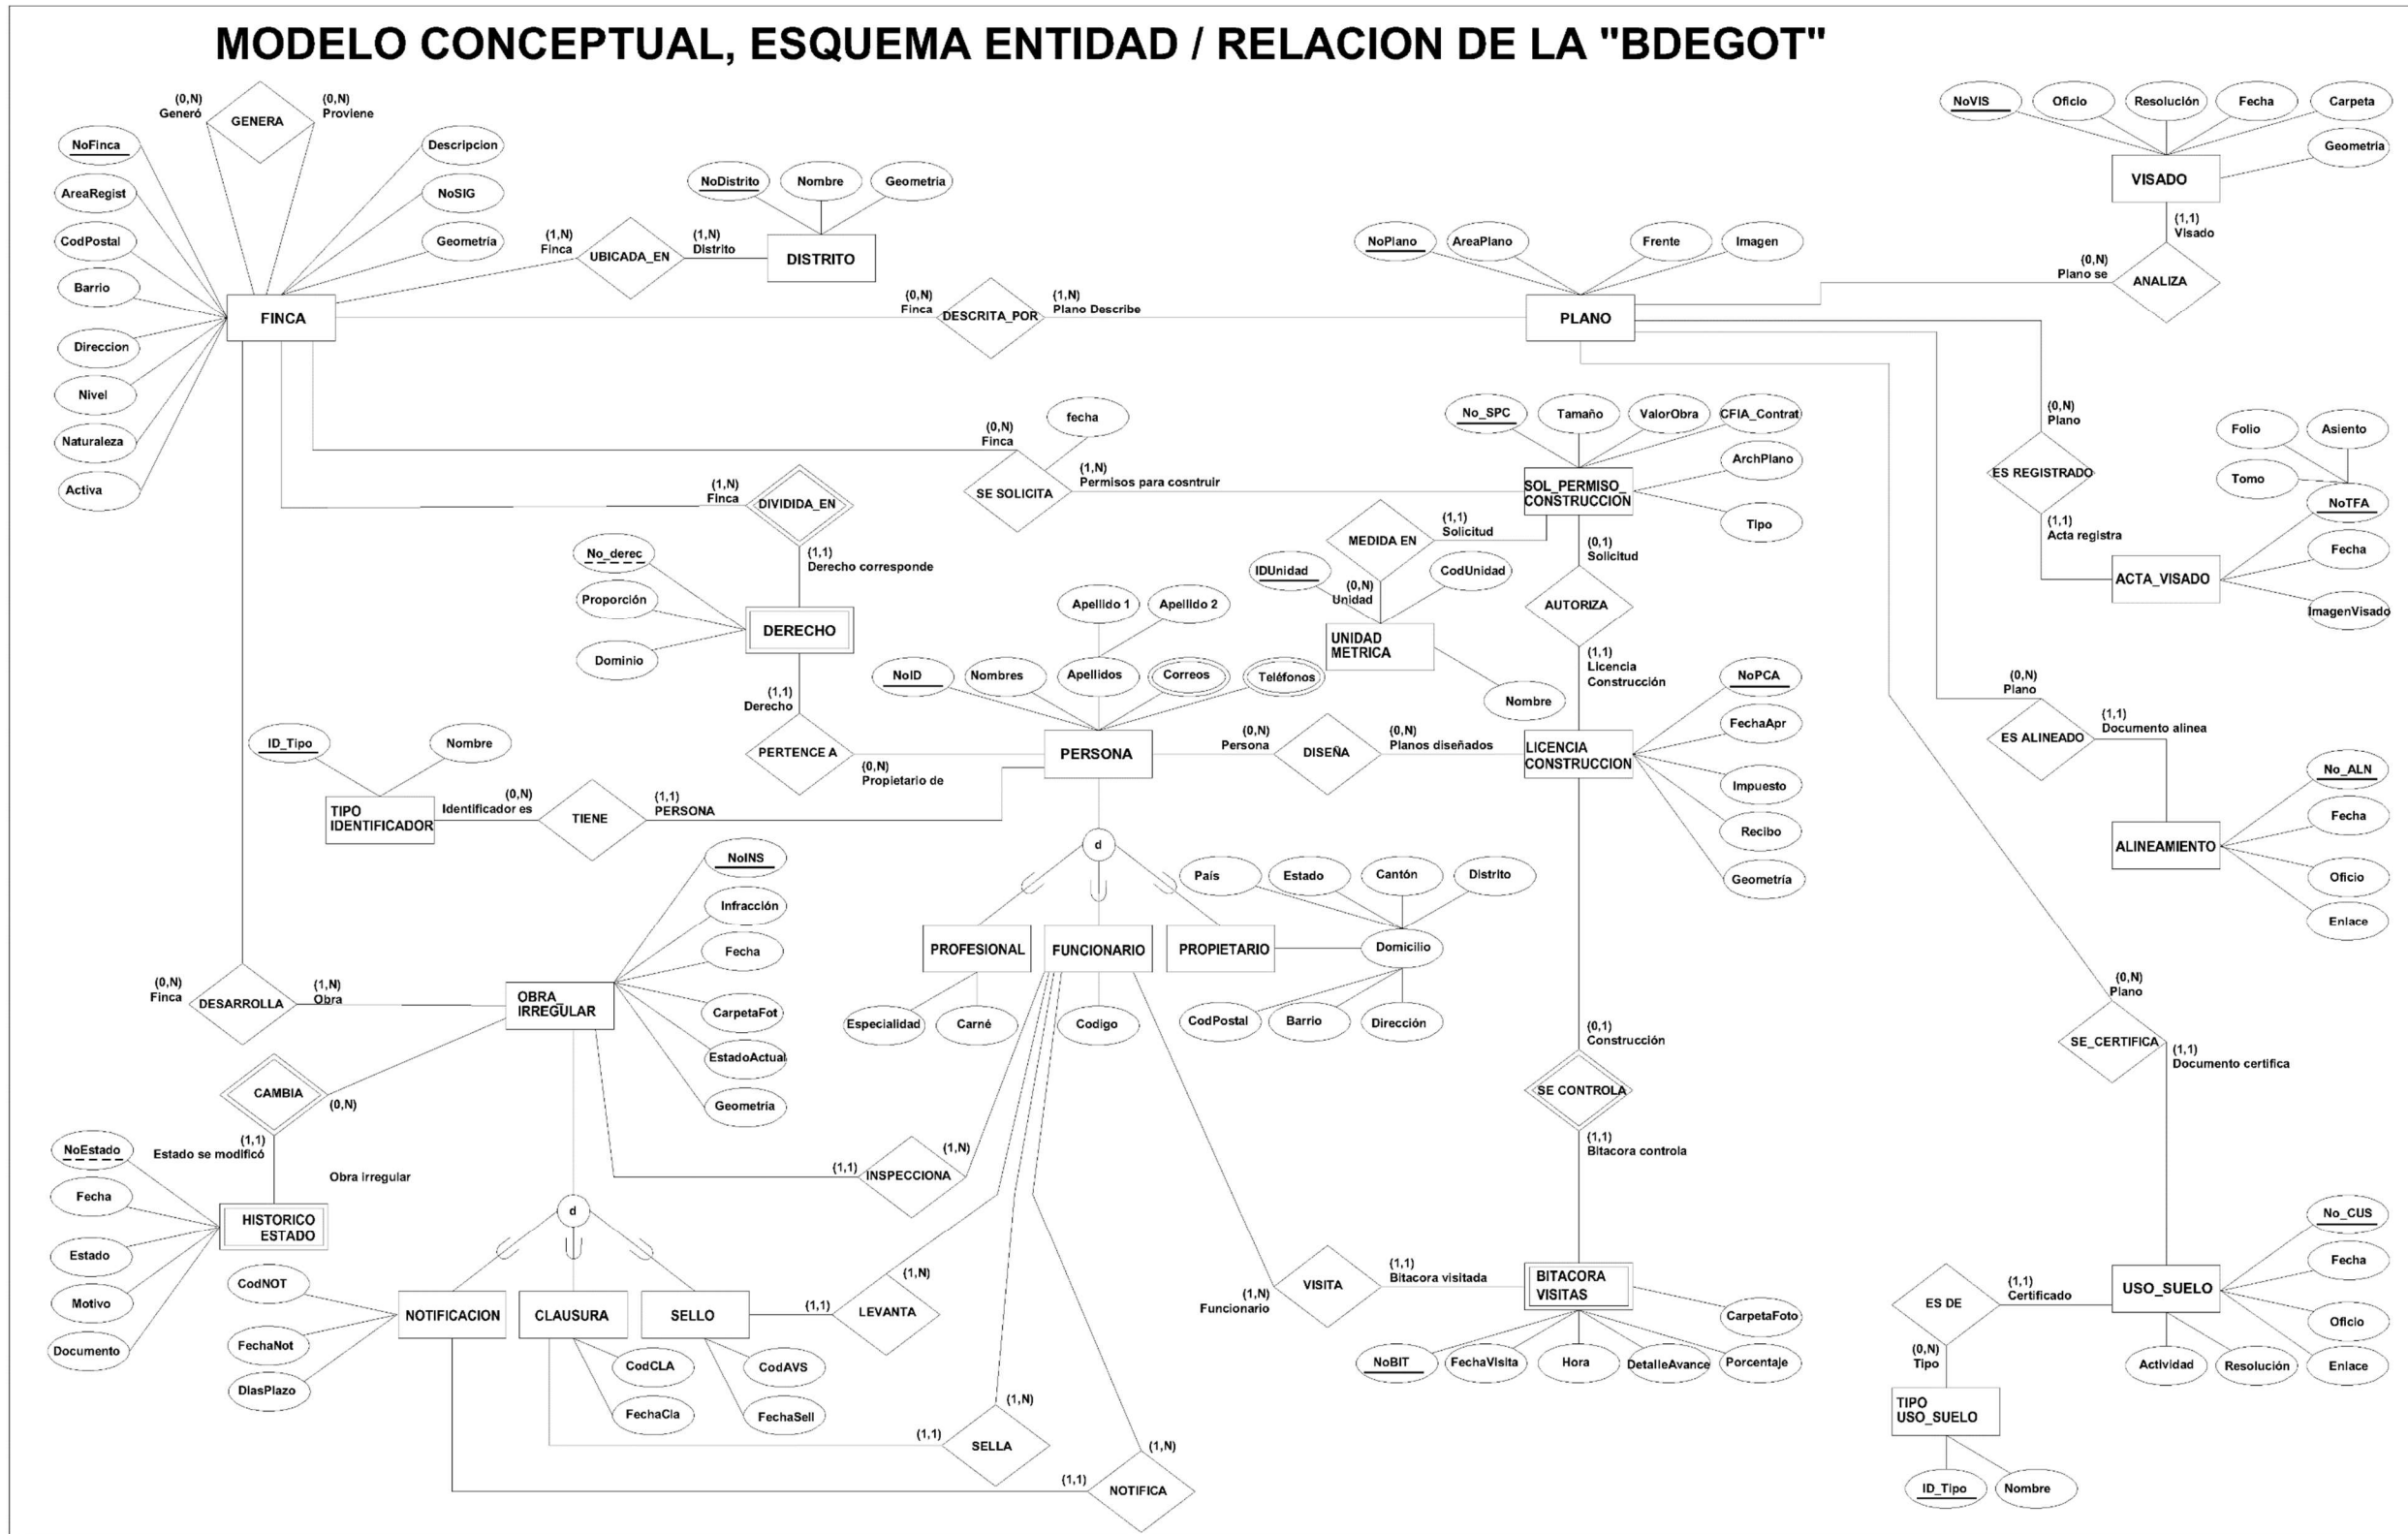 MODELO CONCEPTUAL, ESQUEMA ENTIDAD / RELACION DE LA "BDEGOT"
(0,N)
Generó
GENERA
(0,N)
Proviene
NoFinca
AreaRegist
CodPostal
Barrio
Direccion
Nivel
Naturaleza
Activa
Descripcion
NoSIG
Geometría
FINCA
(1,N)
Finca
UBICADA_EN
(1,N)
Distrito
NoDistrito
Nombre
Geometria
DISTRITO
(0,N)
Finca
DESCRITA_POR
(1,N)
Plano Describe
NoPlano
AreaPlano
Frente
Imagen
PLANO
NoVIS
Oficio
Resolución
Fecha
Carpeta
Geometría
VISADO
(1,1)
Visado
(0,N)
Plano se
ANALIZA
(0,N)
Finca
fecha
SE SOLICITA
(1,N)
Permisos para cosntruir
No_SPC
Tamaño
ValorObra
CFIA_Contrat
ArchPlano
Tipo
SOL_PERMISO_
CONSTRUCCION
(0,N)
Plano
ES REGISTRADO
(1,1)
Acta registra
Folio
Asiento
Tomo
NoTFA
Fecha
ImagenVisado
ACTA_VISADO
(1,N)
Finca
DIVIDIDA_EN
(1,1)
Derecho corresponde
No_derec
Proporción
Dominio
DERECHO
(1,1)
Derecho
PERTENCE A
(0,N)
Propietario de
MEDIDA EN
(1,1)
Solicitud
IDUnidad
CodUnidad
(0,N)
Unidad
UNIDAD
METRICA
Nombre
(0,1)
Solicitud
AUTORIZA
(1,1)
Licencia
Construcción
NoID
Nombres
Apellido 1
Apellido 2
Apellidos
Correos
Teléfonos
PERSONA
(0,N)
Persona
DISEÑA
(0,N)
Planos diseñados
LICENCIA
CONSTRUCCION
NoPCA
FechaApr
Impuesto
Recibo
Geometría
(0,N)
Plano
ES ALINEADO
(1,1)
Documento alinea
No_ALN
Fecha
Oficio
Enlace
ALINEAMIENTO
ID_Tipo
Nombre
TIPO
IDENTIFICADOR
(0,N)
Identificador es
TIENE
(1,1)
PERSONA
d
PROFESIONAL
FUNCIONARIO
PROPIETARIO
Especialidad
Carné
Codigo
País
Estado
Cantón
Distrito
Domicilio
CodPostal
Barrio
Dirección
(0,N)
Finca
DESARROLLA
(1,N)
Obra
OBRA_
IRREGULAR
NoINS
Infracción
Fecha
CarpetaFot
EstadoActual
Geometría
CAMBIA
(0,N)
(1,1)
Estado se modificó
Obra irregular
NoEstado
Fecha
Estado
Motivo
Documento
HISTORICO
ESTADO
(1,1)
INSPECCIONA
(1,N)
d
NOTIFICACION
CLAUSURA
SELLO
CodNOT
FechaNot
DiasPlazo
CodCLA
FechaCla
CodAVS
FechaSell
(1,1)
LEVANTA
(1,N)
(1,1)
SELLA
(1,N)
(1,1)
NOTIFICA
(1,N)
(0,1)
Construcción
SE CONTROLA
(1,1)
Bitacora controla
(1,N)
Funcionario
VISITA
(1,1)
Bitacora visitada
BITACORA
VISITAS
CarpetaFoto
NoBIT
FechaVisita
Hora
DetalleAvance
Porcentaje
(0,N)
Plano
SE_CERTIFICA
(1,1)
Documento certifica
No_CUS
Fecha
Oficio
Enlace
Actividad
Resolución
USO_SUELO
ES DE
(1,1)
Certificado
(0,N)
Tipo
TIPO
USO_SUELO
ID_Tipo
Nombre